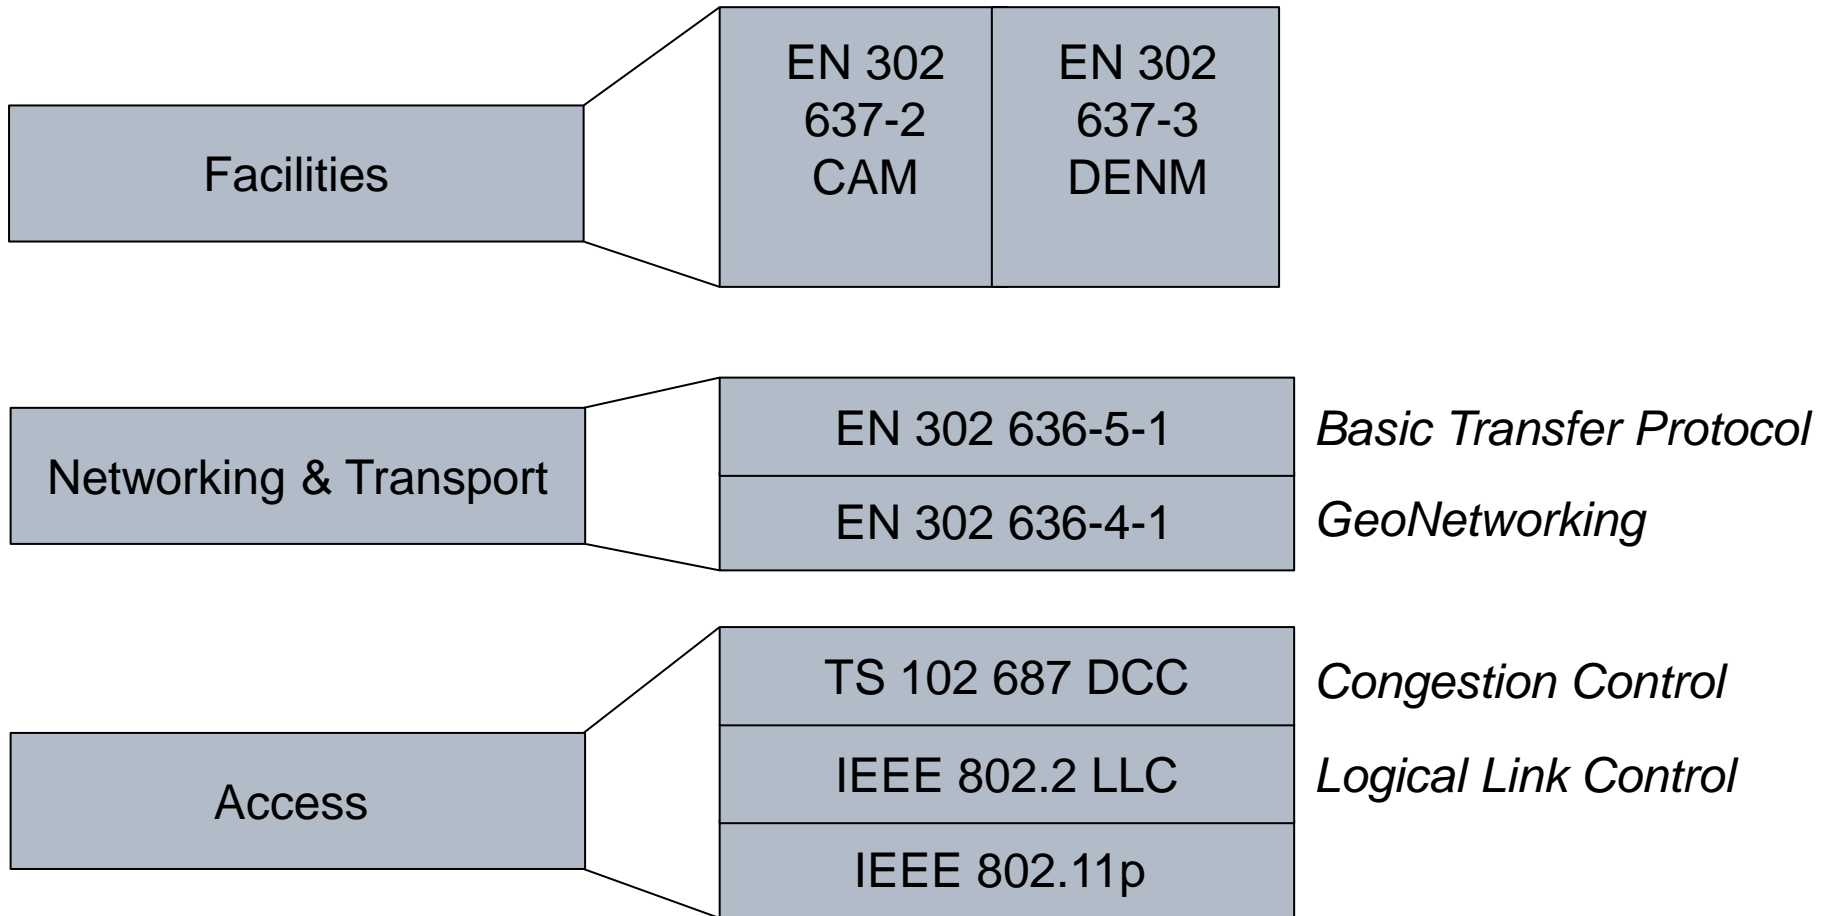 Facilities
EN 302
637-2
CAM
EN 302
637-3
DENM
Networking & Transport
EN 302 636-5-1
Basic Transfer Protocol
EN 302 636-4-1
GeoNetworking
Access
TS 102 687 DCC
Congestion Control
IEEE 802.2 LLC
Logical Link Control
IEEE 802.11p